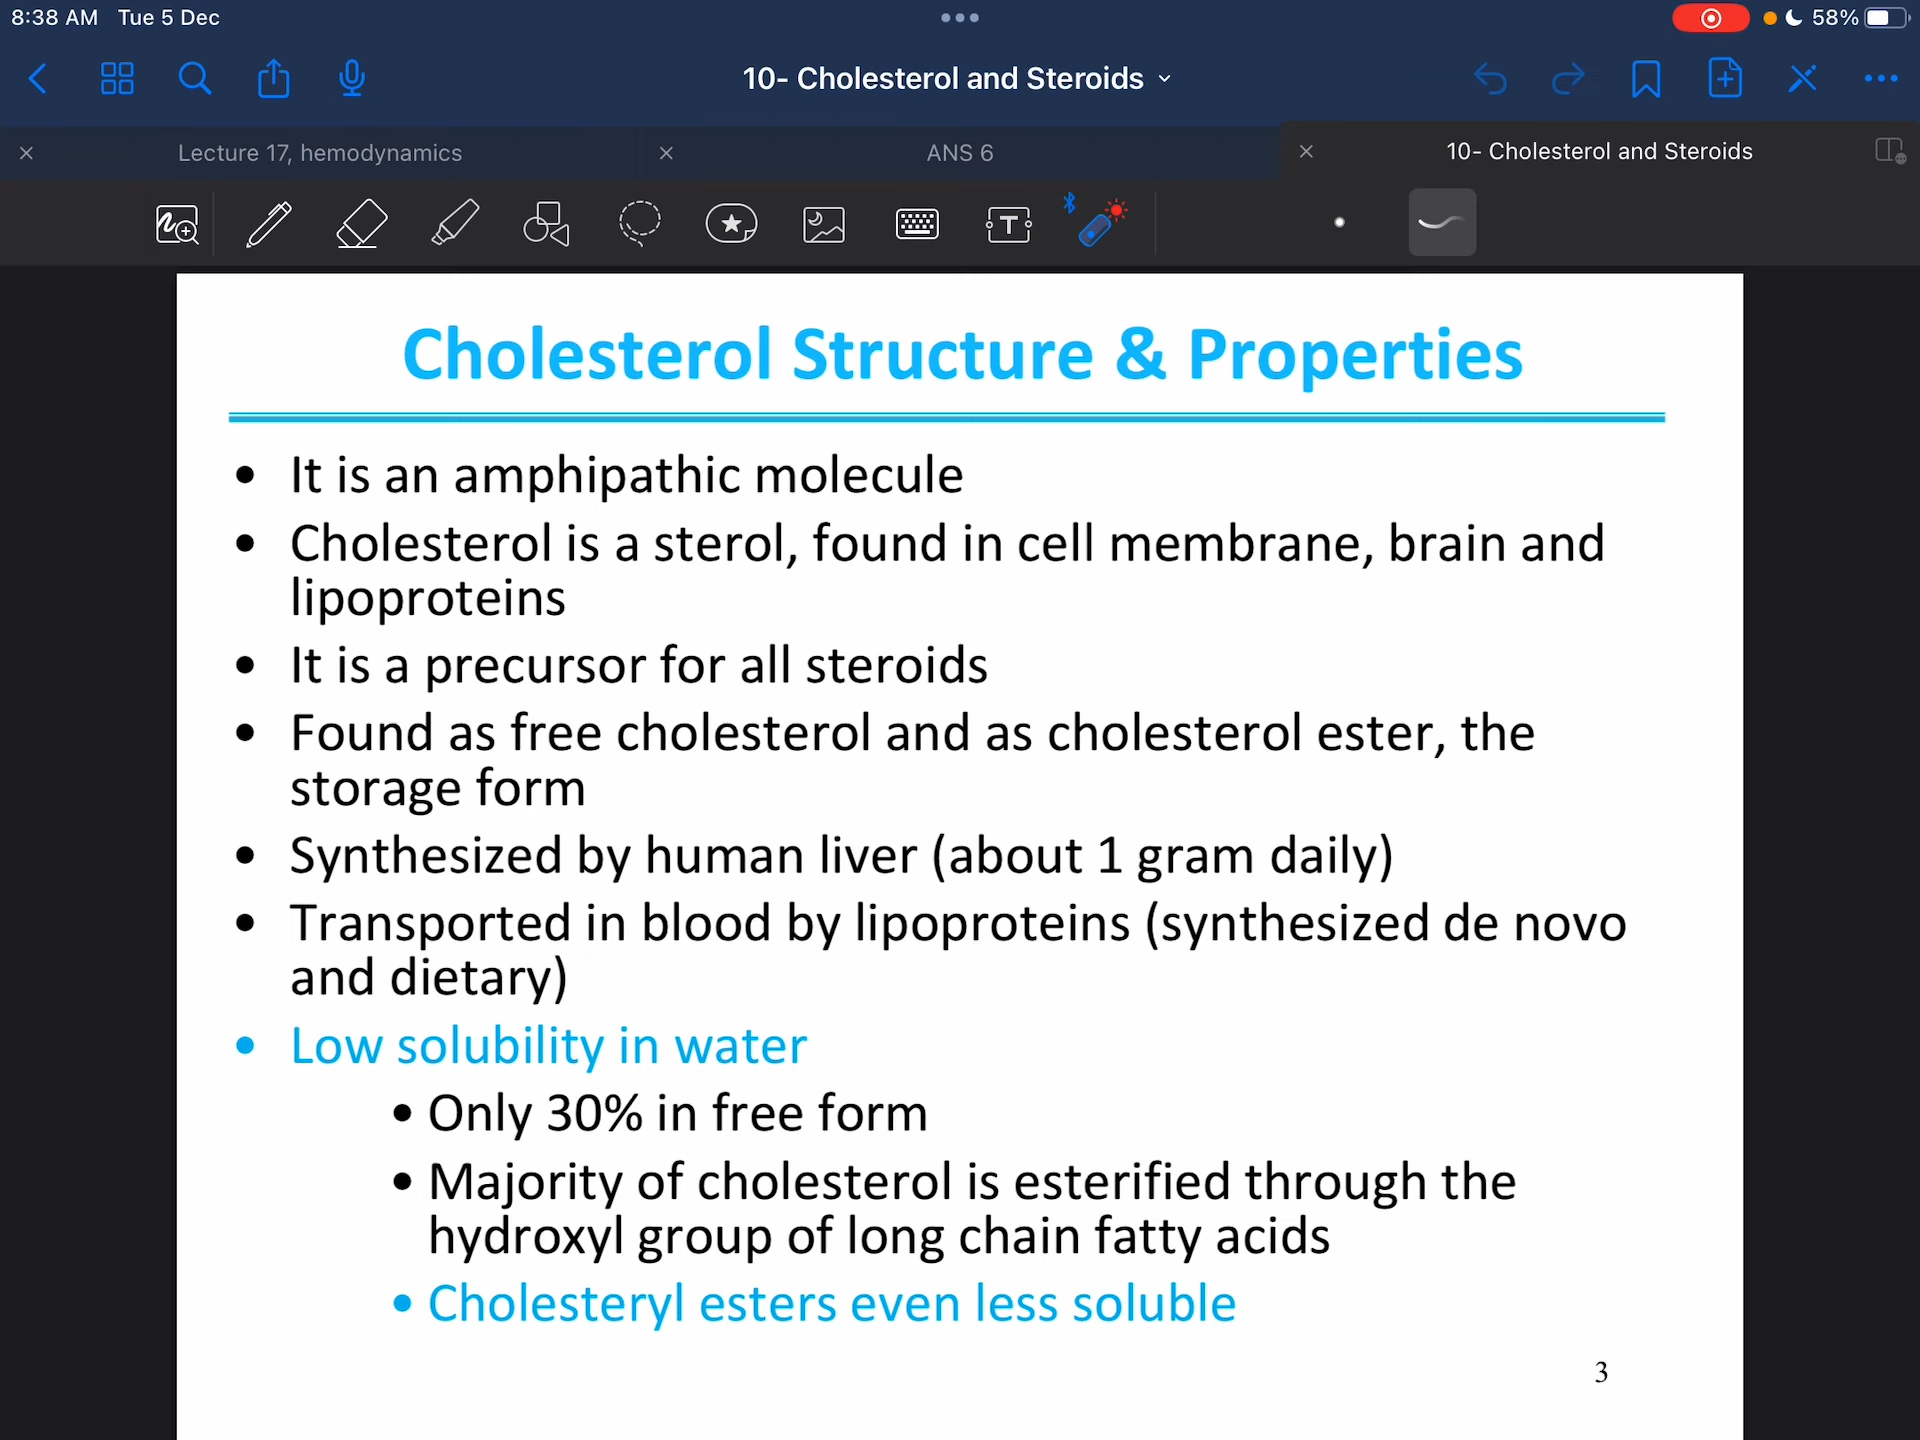 8:38 AM Tue 5 Dec
58%
10- Cholesterol and Steroids
Lecture 17, hemodynamics
ANS 6
10- Cholesterol and Steroids
T
Cholesterol Structure & Properties
• It is an amphipathic molecule
• Cholesterol is a sterol, found in cell membrane, brain and
lipoproteins
• It is a precursor for all steroids
• Found as free cholesterol and as cholesterol ester, the
storage form
• Synthesized by human liver (about 1 gram daily)
• Transported in blood by lipoproteins (synthesized de novo
and dietary)
• Low solubility in water
• Only 30% in free form
• Majority of cholesterol is esterified through the
hydroxyl group of long chain fatty acids
• Cholesteryl esters even less soluble
3